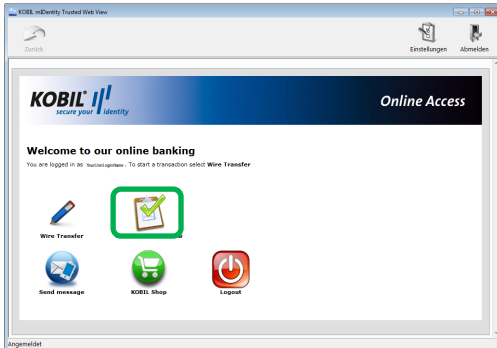 KOBIL mIDentity Trusted Web View
Zurück
Einstellungen
Abmelden
KOBIL
secure your identity
Online Access
Welcome to our online banking
You are logged in as YourUserLoginName . To start a transaction select Wire Transfer
Wire Transfer
Send message
KOBIL Shop
Logout
Angemeldet